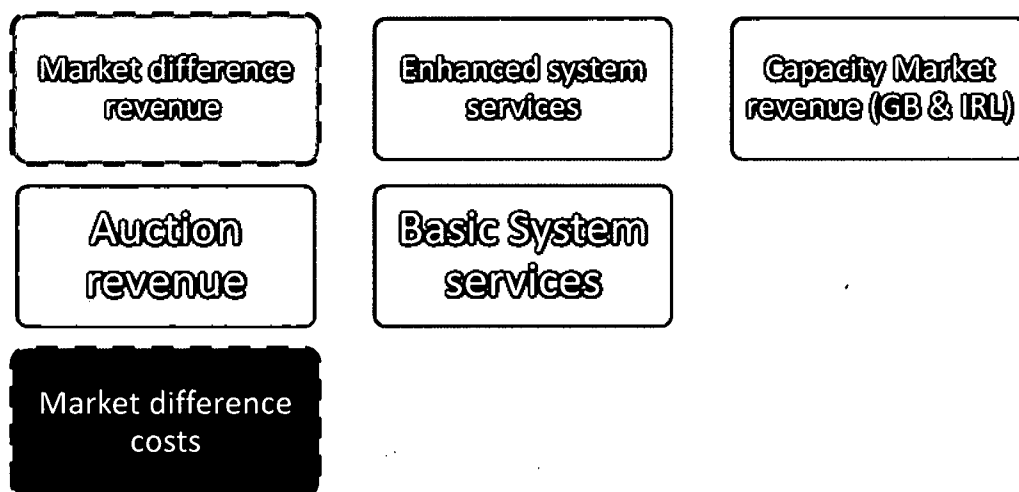 Market difference
revenue
Enhanced system
services
Capacity Market
revenue (GB & IRL)
Auction
revenue
Basic System
services
Market difference
costs